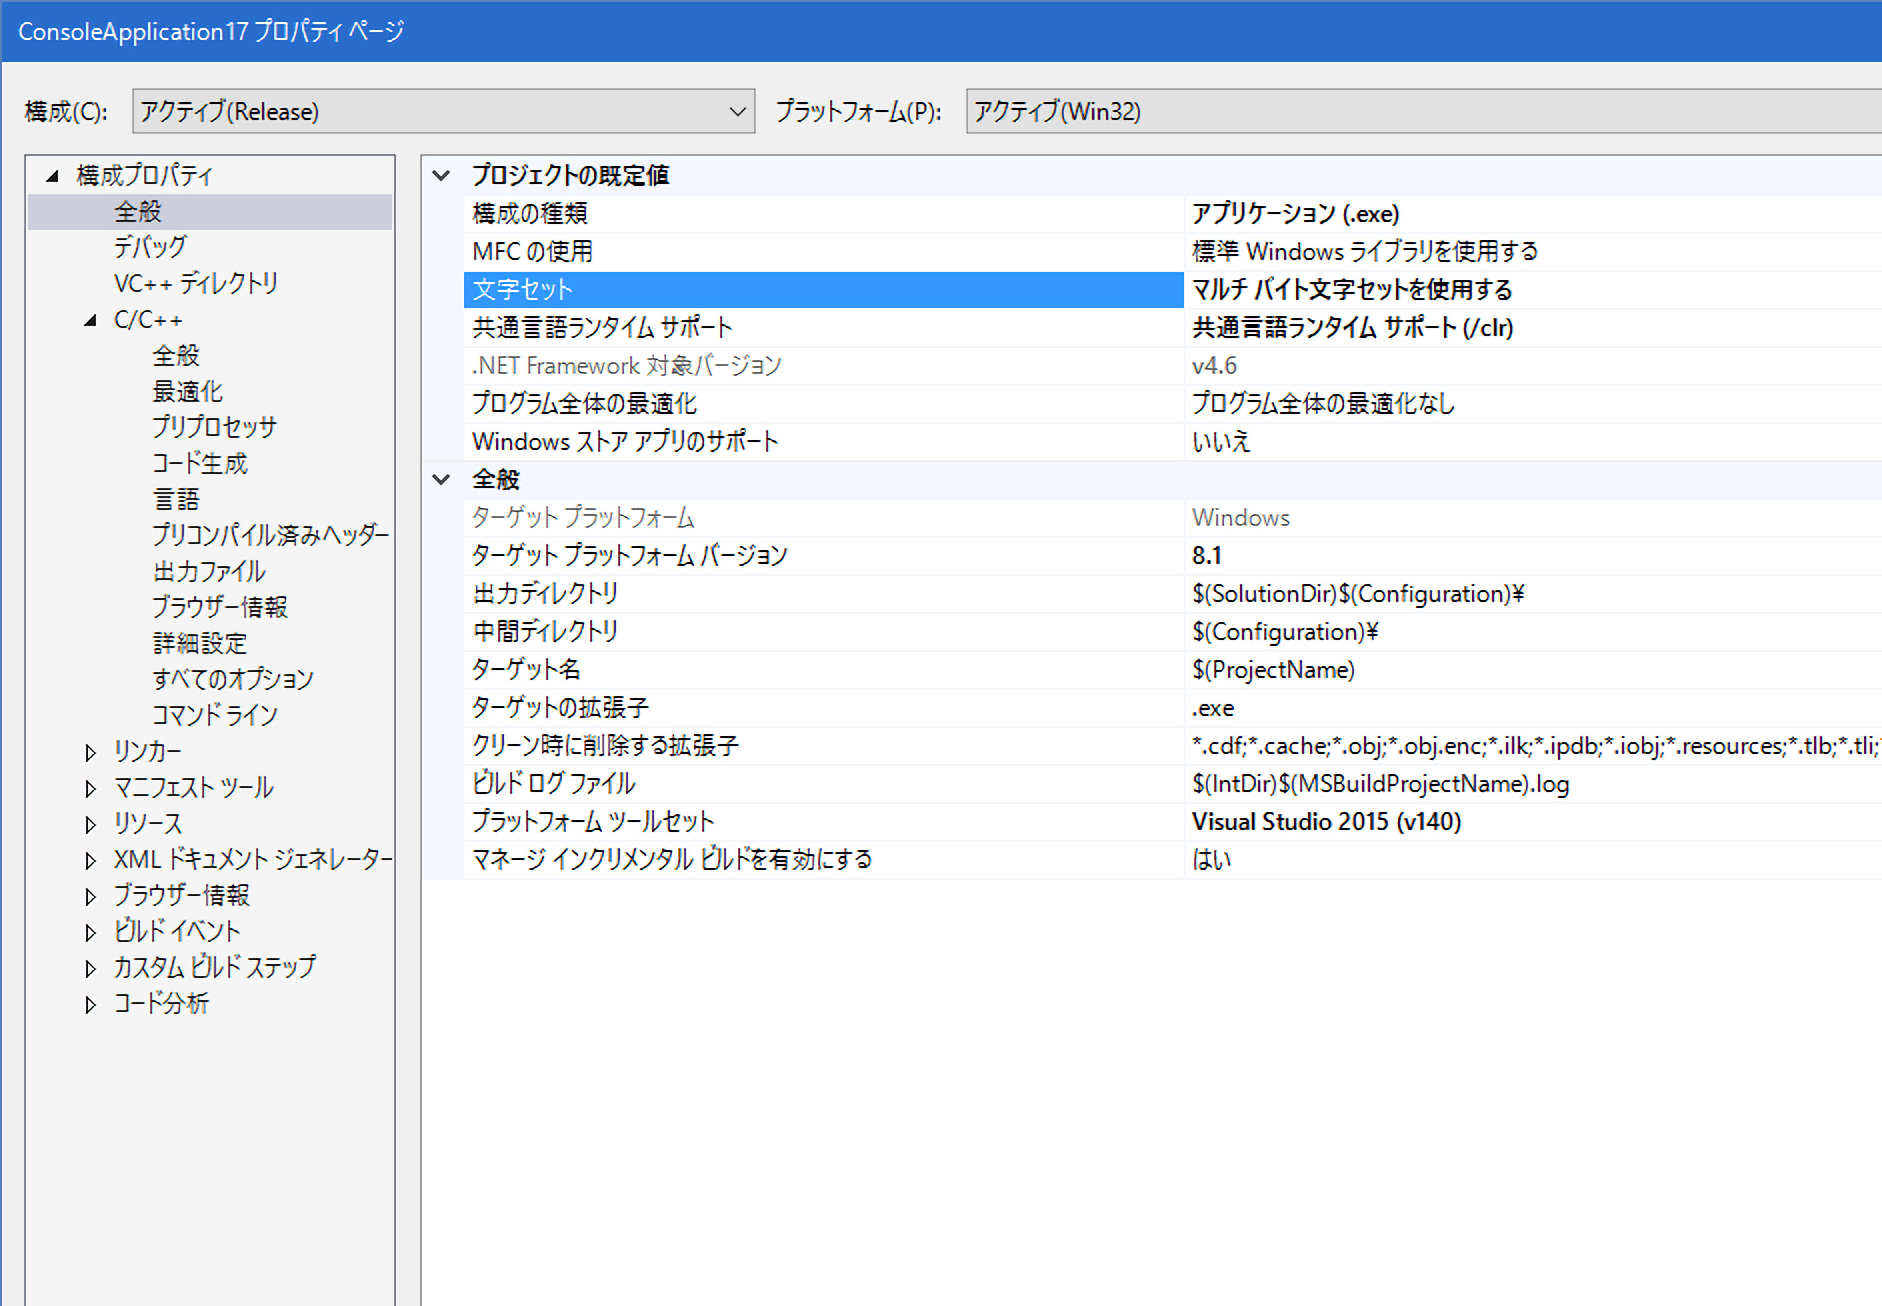 ConsoleApplication17 プロパティ ページ
構成(C): アクティブ(Release) プラットフォーム(P): アクティブ(Win32)
構成プロパティ
全般
デバッグ
VC++ ディレクトリ
C/C++
全般
最適化
プリプロセッサ
コード生成
言語
プリコンパイル済みヘッダー
出力ファイル
ブラウザー情報
詳細設定
すべてのオプション
コマンド ライン
リンカー
マニフェスト ツール
リソース
XML ドキュメント ジェネレーター
ブラウザー情報
ビルド イベント
カスタム ビルド ステップ
コード分析
プロジェクトの既定値
構成の種類 アプリケーション (.exe)
MFC の使用 標準 Windows ライブラリを使用する
文字セット マルチ バイト文字セットを使用する
共通言語ランタイム サポート 共通言語ランタイム サポート (/clr)
.NET Framework 対象バージョン v4.6
プログラム全体の最適化 プログラム全体の最適化なし
Windows ストア アプリのサポート いいえ
全般
ターゲット プラットフォーム Windows
ターゲット プラットフォーム バージョン 8.1
出力ディレクトリ $(SolutionDir)$(Configuration)¥
中間ディレクトリ $(Configuration)¥
ターゲット名 $(ProjectName)
ターゲットの拡張子 .exe
クリーン時に削除する拡張子 *.cdf;*.cache;*.obj;*.obj.enc;*.ilk;*.ipdb;*.iobj;*.resources;*.tlb;*.tli;*
ビルド ログ ファイル $(IntDir)$(MSBuildProjectName).log
プラットフォーム ツールセット Visual Studio 2015 (v140)
マネージ インクリメンタル ビルドを有効にする はい